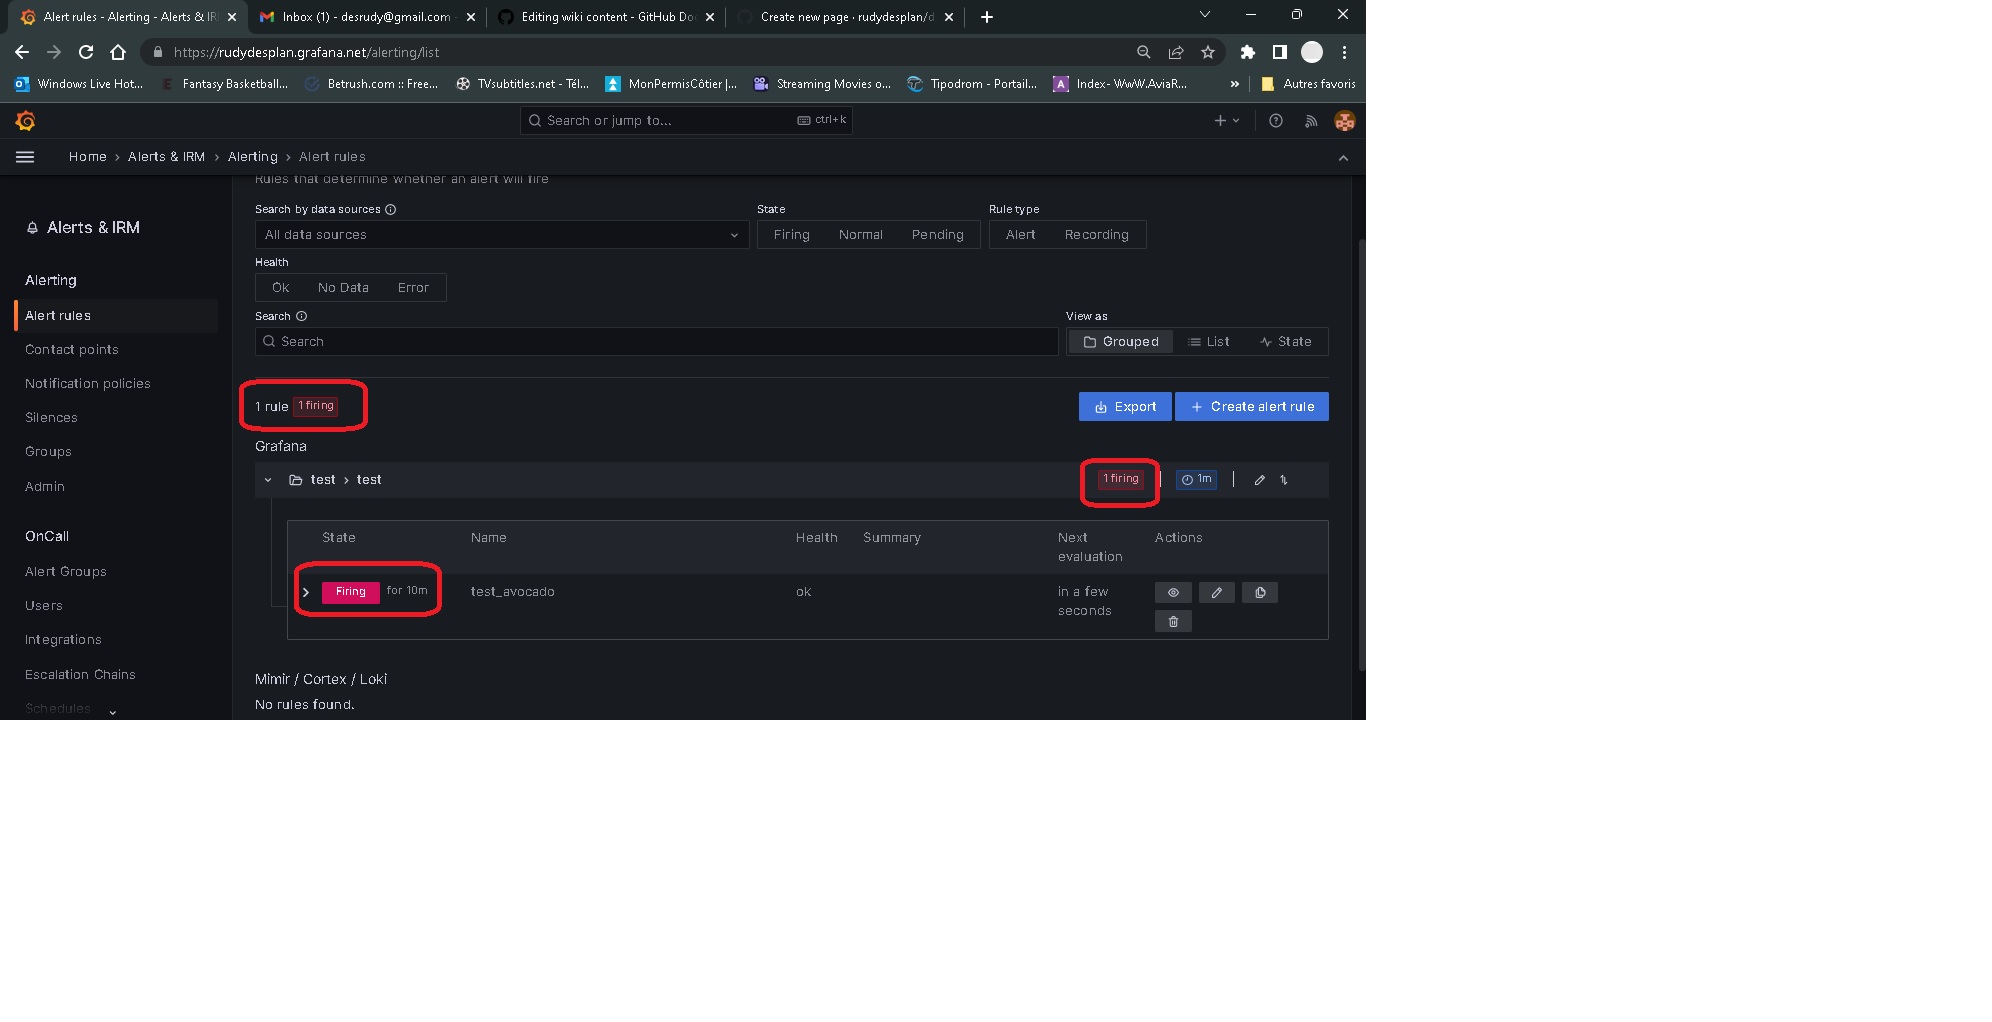 Alert rules - Alerting - Alerts & IR
Inbox (1) - desrudy@gmail.com -
Editing wiki content - GitHub Do
Create new page · rudydesplan/d
https://rudydesplan.grafana.net/alerting/list
Windows Live Hot...
Fantasy Basketball...
Betrush.com :: Free...
TVsubtitles.net - Tél...
MonPermisCôtier |...
Streaming Movies o...
Tipodrom - Portail...
Index- WwW.AviaR...
»
Autres favoris
Search or jump to...
ctrl+k
Home › Alerts & IRM › Alerting › Alert rules
Rules that determine whether an alert will fire
Alerts & IRM
Alerting
Alert rules
Contact points
Notification policies
Silences
Groups
Admin
OnCall
Alert Groups
Users
Integrations
Escalation Chains
Schedules
Search by data sources
State
Rule type
All data sources
Firing Normal Pending
Alert Recording
Health
Ok No Data Error
Search
View as
Search
Grouped List State
1 rule 1 firing
Export
+ Create alert rule
Grafana
test › test
1 firing
1m
State Name Health Summary Next evaluation Actions
Firing for 10m test_avocado ok in a few seconds
Mimir / Cortex / Loki
No rules found.